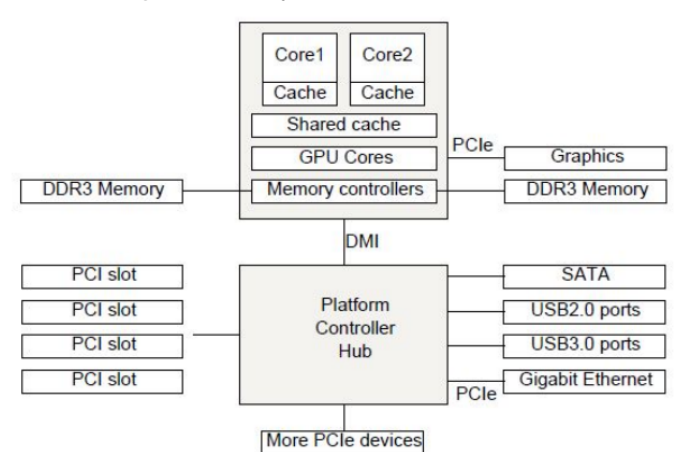 Core1
Core2
Cache
Cache
Shared cache
PCIe
GPU Cores
Graphics
DDR3 Memory
Memory controllers
DDR3 Memory
DMI
PCI slot
SATA
PCI slot
Platform
Controller
Hub
USB2.0 ports
PCI slot
USB3.0 ports
PCI slot
PCIe
Gigabit Ethernet
More PCIe devices